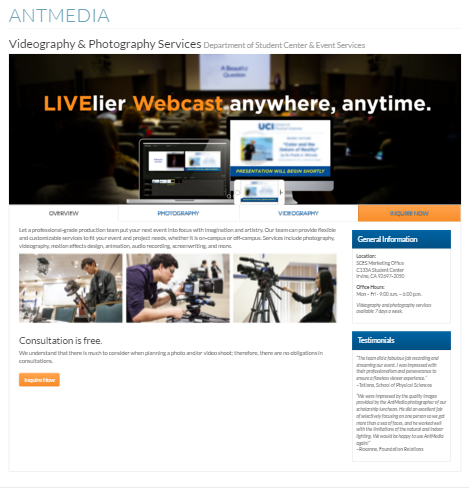 ANTMEDIA
Videography & Photography Services Department of Student Center & Event Services
A Beautiful
Question
LIVElier Webcast anywhere, anytime.
UCI
PRESENTATION WILL BEGIN SHORTLY
OVERVIEW
PHOTOGRAPHY
VIDEOGRAPHY
INQUIRE NOW
Let a professional-grade production team put your next event into focus with imagination and artistry. Our team can provide flexible
and customizable services to fit your event and project needs, whether it is on-campus or off-campus. Services include photography,
videography, motion effects design, animation, audio recording, screenwriting, and more.
Consultation is free.
We understand that there is much to consider when planning a photo and/or video shoot; therefore, there are no obligations in
consultations.
Inquire Now
General Information
Location:
SCES Marketing Office
C133A Student Center
Irvine, CA 92697-2050
Office Hours:
Mon - Fri - 9:00 a.m. - 6:00 p.m.
Videography and photography services
available 7 days a week.
Testimonials
"The team did a fabulous job recording and
streaming our event. I was impressed with
their professionalism and perseverance to
ensure a flawless viewer experience."
-Tatiana, School of Physical Sciences
"We were impressed by the quality images
provided by the AntMedia photographer of our
scholarship luncheon. He did an excellent job
of selectively focusing on one person so we got
more than a sea of faces, and he worked well
with the limitations of the natural and indoor
lighting. We would be happy to use AntMedia
again!"
-Roxanne, Foundation Relations